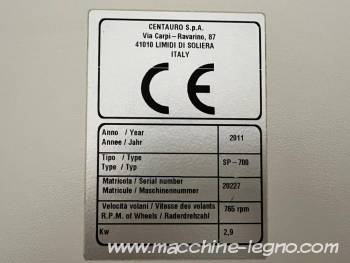 CENTAURO S.p.A.
Via Carpi-Ravarino, 87
41010 LIMIDI DI SOLIERA
ITALY
CE
Anno / Year
Annee / Jahr
2011
Tipo / Type
Type / Typ
SP-700
Matricola / Serial number
Matricule / Maschinennummer
20227
Velocità volani / Vitesse des volants
R.P.M. of Wheels / Raderdrehzahl
765 rpm
Kw
2,9
www.macchine-legno.com